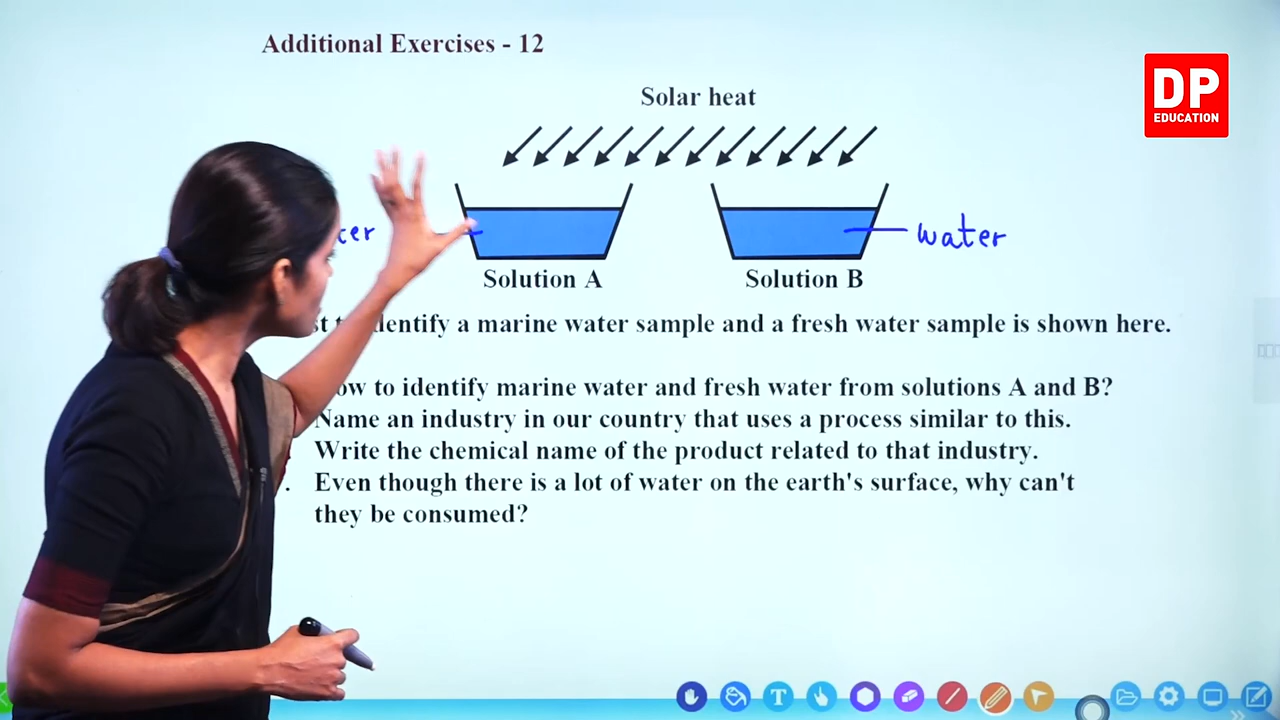 Additional Exercises - 12
DP
EDUCATION
Solar heat
water
Solution A
Solution B
identify a marine water sample and a fresh water sample is shown here.
to identify marine water and fresh water from solutions A and B?
Name an industry in our country that uses a process similar to this.
Write the chemical name of the product related to that industry.
Even though there is a lot of water on the earth's surface, why can't
they be consumed?